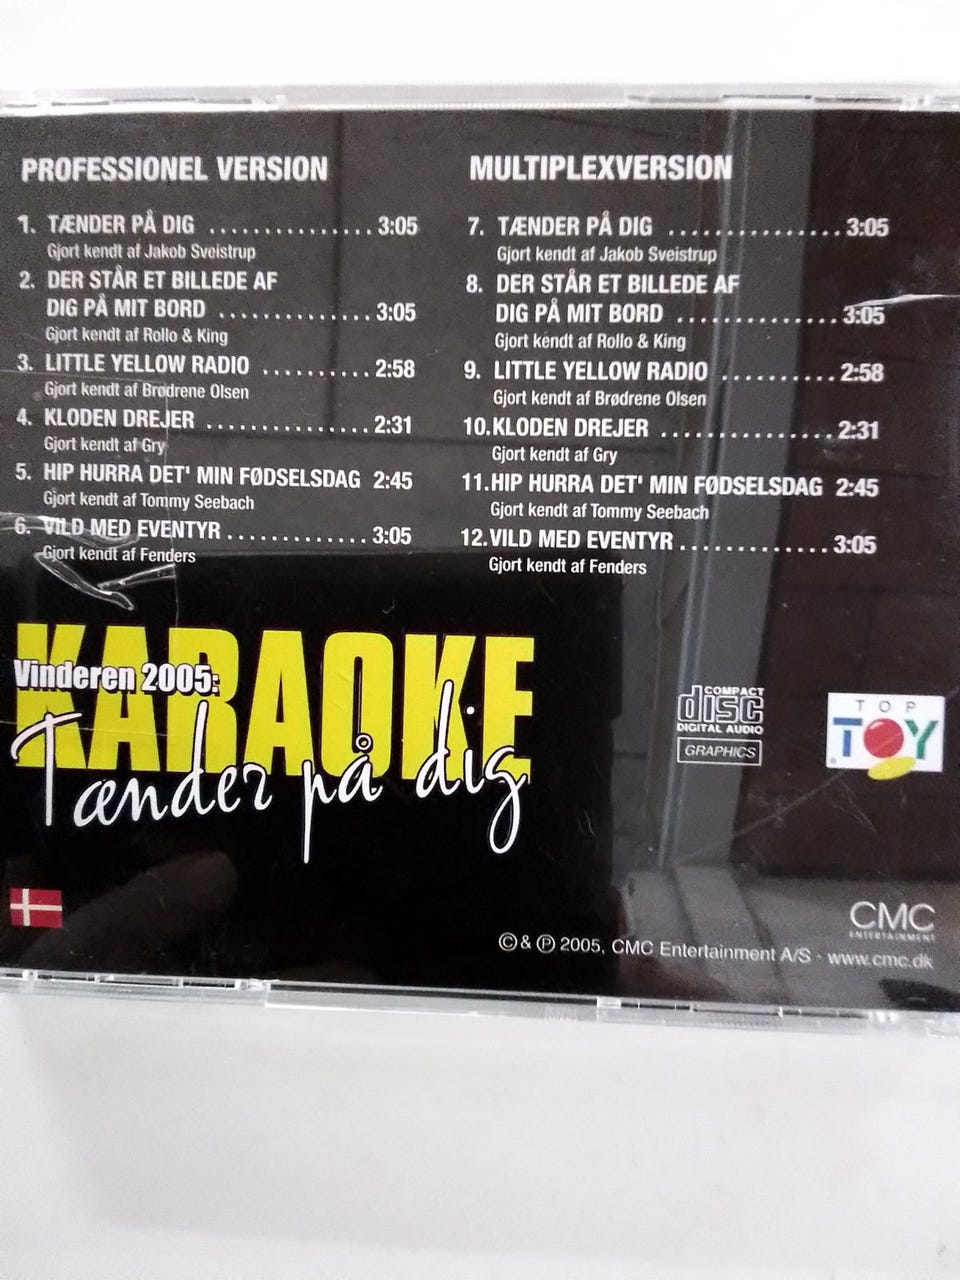 PROFESSIONEL VERSION
1. TÆNDER PÅ DIG ............... 3:05
Gjort kendt af Jakob Sveistrup
2. DER STÅR ET BILLEDE AF
DIG PÅ MIT BORD .............. 3:05
Gjort kendt af Rollo & King
3. LITTLE YELLOW RADIO .......... 2:58
Gjort kendt af Brødrene Olsen
4. KLODEN DREJER ............... 2:31
Gjort kendt af Gry
5. HIP HURRA DET' MIN FØDSELSDAG 2:45
Gjort kendt af Tommy Seebach
6. VILD MED EVENTYR ............. 3:05
Gjort kendt af Fenders
MULTIPLEXVERSION
7. TÆNDER PÅ DIG ................ 3:05
Gjort kendt af Jakob Sveistrup
8. DER STÅR ET BILLEDE AF
DIG PÅ MIT BORD ............... 3:05
Gjort kendt af Rollo & King
9. LITTLE YELLOW RADIO .......... 2:58
Gjort kendt af Brødrene Olsen
10. KLODEN DREJER ............... 2:31
Gjort kendt af Gry
11. HIP HURRA DET' MIN FØDSELSDAG 2:45
Gjort kendt af Tommy Seebach
12. VILD MED EVENTYR ............. 3:05
Gjort kendt af Fenders
KARAOKE
Vinderen 2005:
Tænder på dig
COMPACT
disc
DIGITAL AUDIO
GRAPHICS
TOP
TOY
CMC
ENTERTAINMENT
© & ℗ 2005, CMC Entertainment A/S · www.cmc.dk